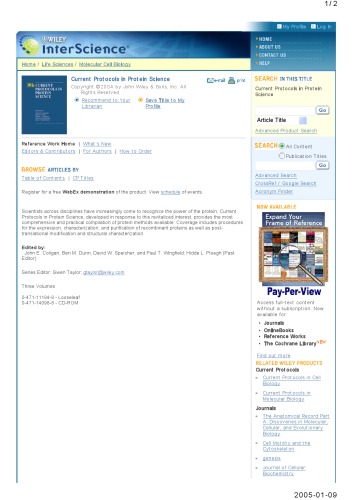 1 / 2
My Profile Log In
WILEY
InterScience®
HOME
ABOUT US
CONTACT US
HELP
Home / Life Sciences / Molecular Cell Biology
CURRENT PROTOCOLS IN PROTEIN SCIENCE
Current Protocols in Protein Science
Copyright © 2004 by John Wiley & Sons, Inc. All Rights Reserved.
email print
Recommend to Your Librarian
Save Title to My Profile
Reference Work Home | What's New
Editors & Contributors | For Authors | How to Order
BROWSE ARTICLES BY
Table of Contents | CP Titles
Register for a free WebEx demonstration of the product. View schedule of events.
Scientists across disciplines have increasingly come to recognize the power of the protein; Current
Protocols in Protein Science, developed in response to this revitalized interest, provides the most
comprehensive and practical compilation of protein methods available. Coverage includes procedures
for the expression, characterization, and purification of recombinant proteins as well as post-
translational modification and structural characterization.
Edited by:
John E. Coligan, Ben M. Dunn, David W. Speicher, and Paul T. Wingfield; Hidde L. Ploegh (Past
Editor)
Series Editor: Gwen Taylor, gtaylor@wiley.com
Three Volumes
0-471-11184-8 - Looseleaf
0-471-14098-8 - CD-ROM
SEARCH IN THIS TITLE
Current Protocols in Protein
Science
Go
Article Title
Advanced Product Search
SEARCH All Content
Publication Titles
Go
Advanced Search
CrossRef / Google Search
Acronym Finder
NOW AVAILABLE
Expand Your
Frame of Reference
Pay-Per-View
Access full-text content
without a subscription. Now
available for:
Journals
OnlineBooks
Reference Works
The Cochrane Library NEW
Find out more
RELATED WILEY PRODUCTS
Current Protocols
Current Protocols in Cell
Biology
Current Protocols in
Molecular Biology
Journals
The Anatomical Record Part
A: Discoveries in Molecular,
Cellular, and Evolutionary
Biology
Cell Motility and the
Cytoskeleton
genesis
Journal of Cellular
Biochemistry
2005-01-09